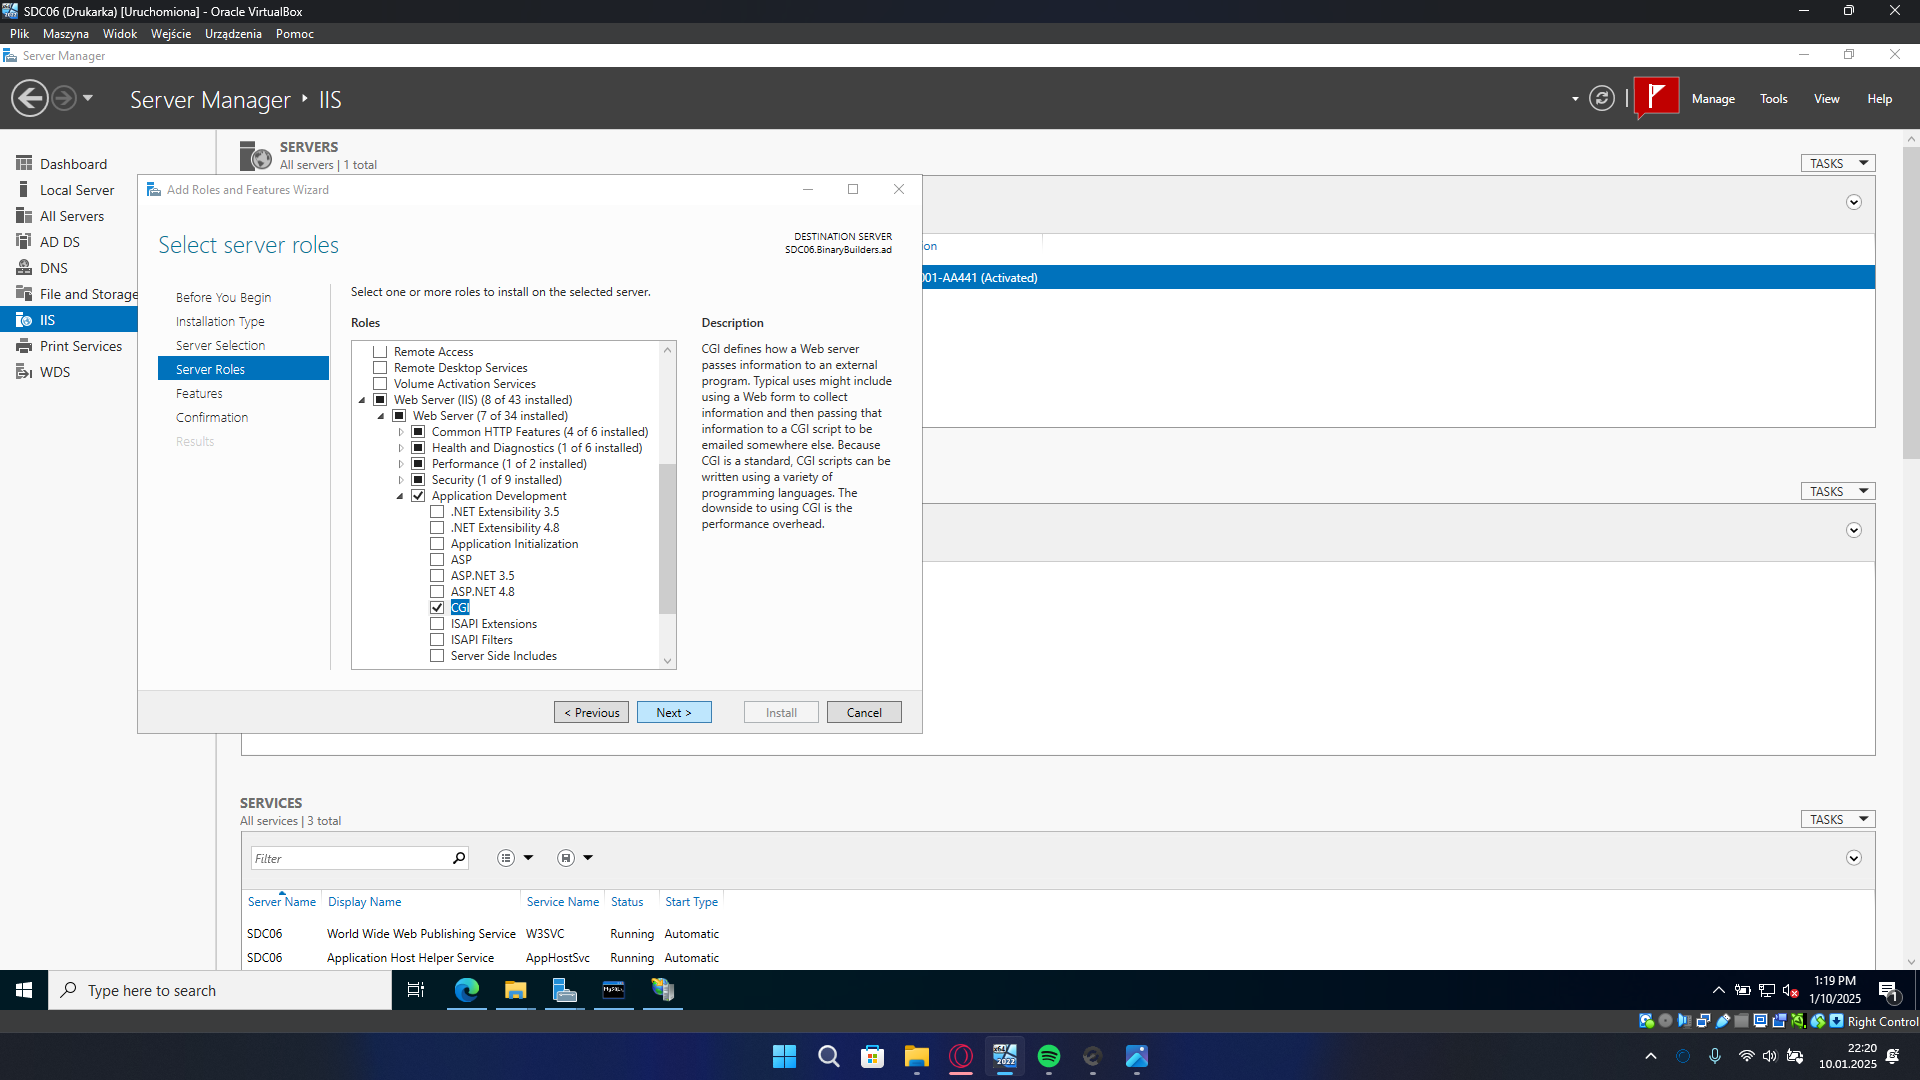 SDC06 (Drukarka) [Uruchomiona] - Oracle VirtualBox
Plik Maszyna Widok Wejście Urządzenia Pomoc
Server Manager
Server Manager IIS
Manage Tools View Help
Dashboard
Local Server
All Servers
AD DS
DNS
File and Storage
IIS
Print Services
WDS
SERVERS
All servers | 1 total
TASKS
ion
001-AA441 (Activated)
TASKS
Add Roles and Features Wizard
Select server roles
DESTINATION SERVER
SDC06.BinaryBuilders.ad
Before You Begin
Installation Type
Server Selection
Server Roles
Features
Confirmation
Results
Select one or more roles to install on the selected server.
Roles
Remote Access
Remote Desktop Services
Volume Activation Services
Web Server (IIS) (8 of 43 installed)
Web Server (7 of 34 installed)
Common HTTP Features (4 of 6 installed)
Health and Diagnostics (1 of 6 installed)
Performance (1 of 2 installed)
Security (1 of 9 installed)
Application Development
.NET Extensibility 3.5
.NET Extensibility 4.8
Application Initialization
ASP
ASP.NET 3.5
ASP.NET 4.8
CGI
ISAPI Extensions
ISAPI Filters
Server Side Includes
Description
CGI defines how a Web server
passes information to an external
program. Typical uses might include
using a Web form to collect
information and then passing that
information to a CGI script to be
emailed somewhere else. Because
CGI is a standard, CGI scripts can be
written using a variety of
programming languages. The
downside to using CGI is the
performance overhead.
< Previous Next > Install Cancel
SERVICES
All services | 3 total
TASKS
Filter
Server Name Display Name Service Name Status Start Type
SDC06 World Wide Web Publishing Service W3SVC Running Automatic
SDC06 Application Host Helper Service AppHostSvc Running Automatic
Type here to search
1:19 PM
1/10/2025
1
Right Control
22:20
10.01.2025